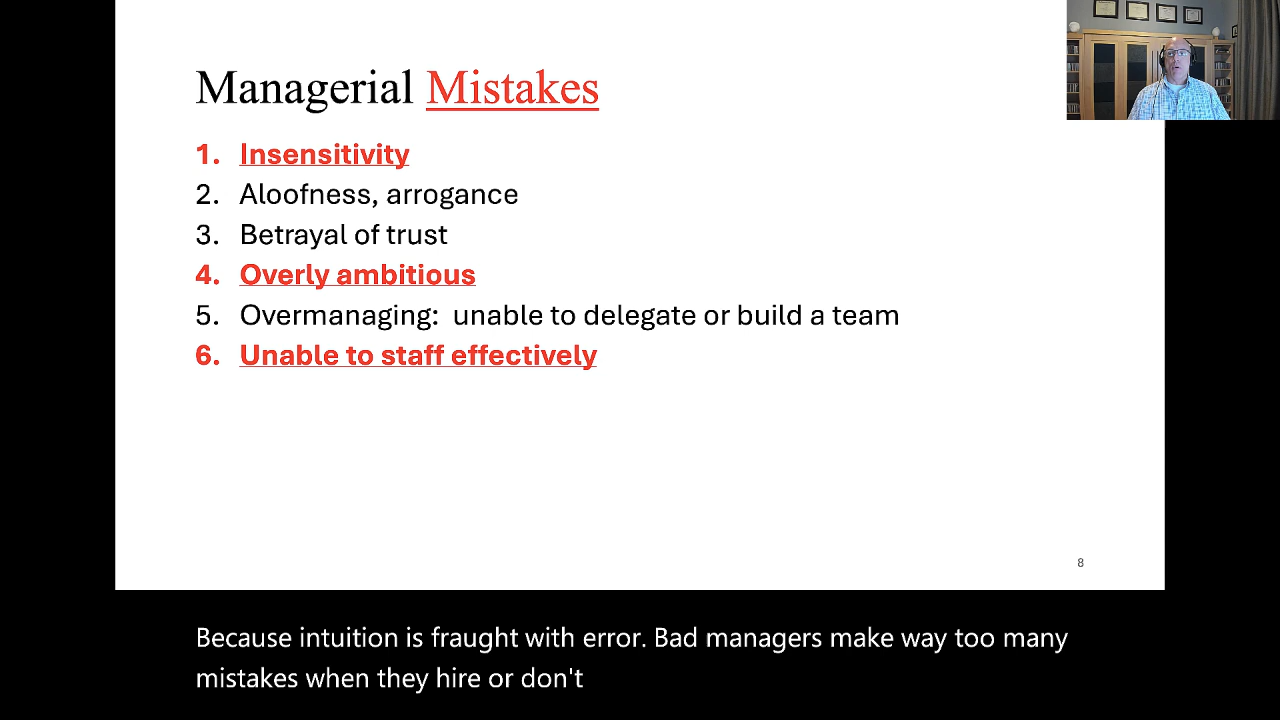 Managerial Mistakes
1. Insensitivity
2. Aloofness, arrogance
3. Betrayal of trust
4. Overly ambitious
5. Overmanaging: unable to delegate or build a team
6. Unable to staff effectively
8
Because intuition is fraught with error. Bad managers make way too many
mistakes when they hire or don't